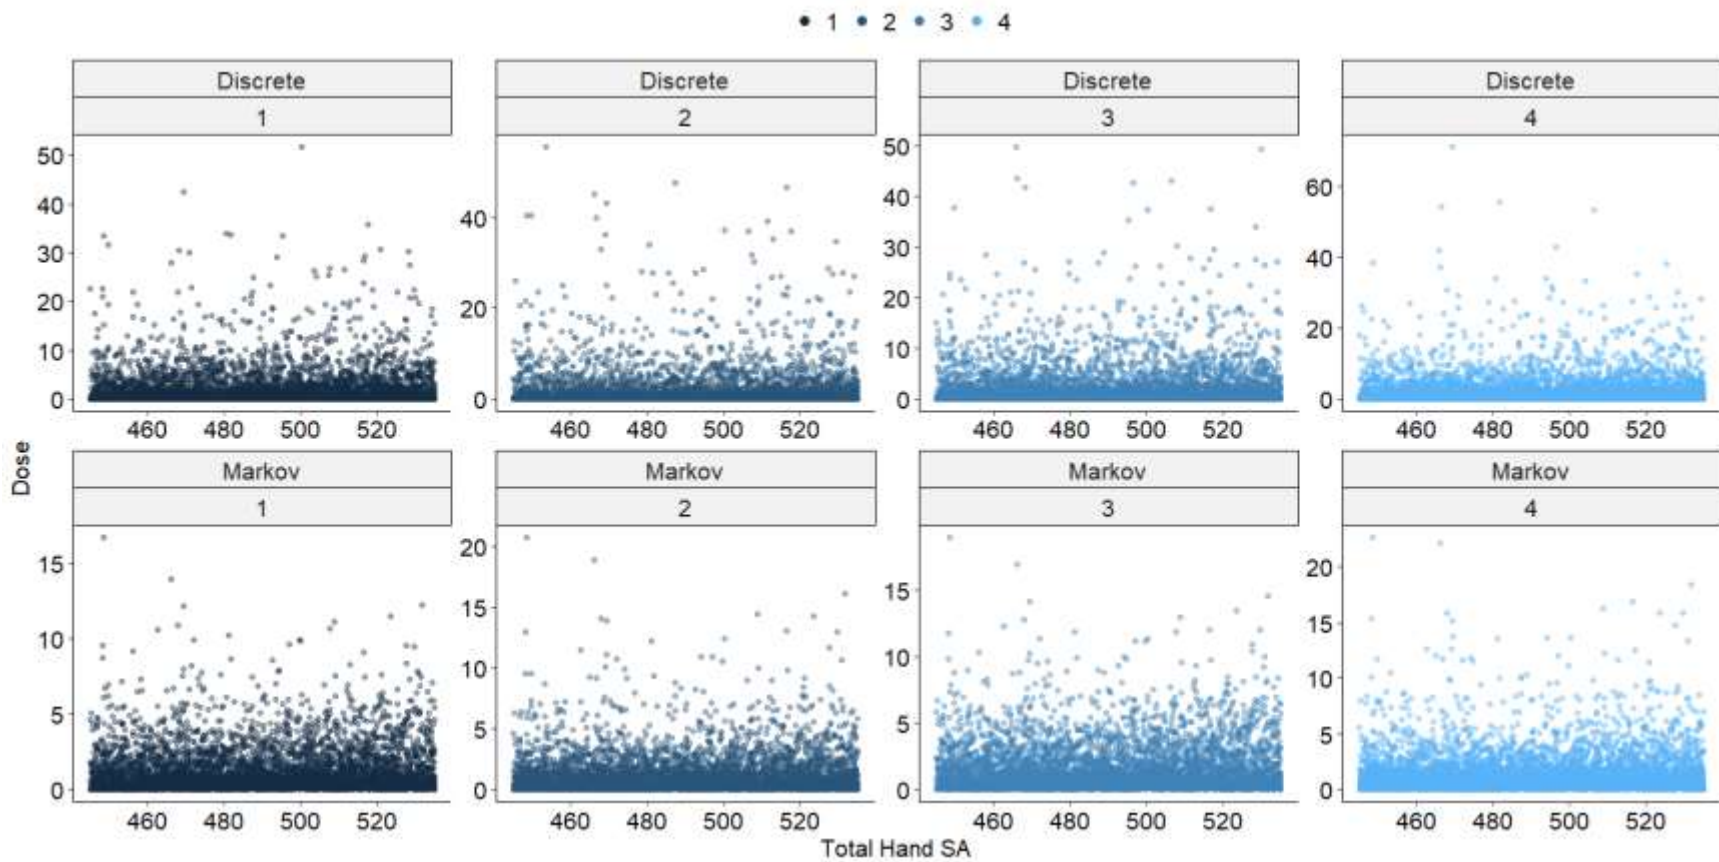 1 2 3 4
Discrete Discrete Discrete Discrete
1 2 3 4
50 40 30 20 10 0
40 20 0
50 40 30 20 10 0
60 40 20 0
460 480 500 520 460 480 500 520 460 480 500 520 460 480 500 520
Dose
Markov Markov Markov Markov
1 2 3 4
15 10 5 0
20 15 10 5 0
15 10 5 0
20 15 10 5 0
460 480 500 520 460 480 500 520 460 480 500 520 460 480 500 520
Total Hand SA